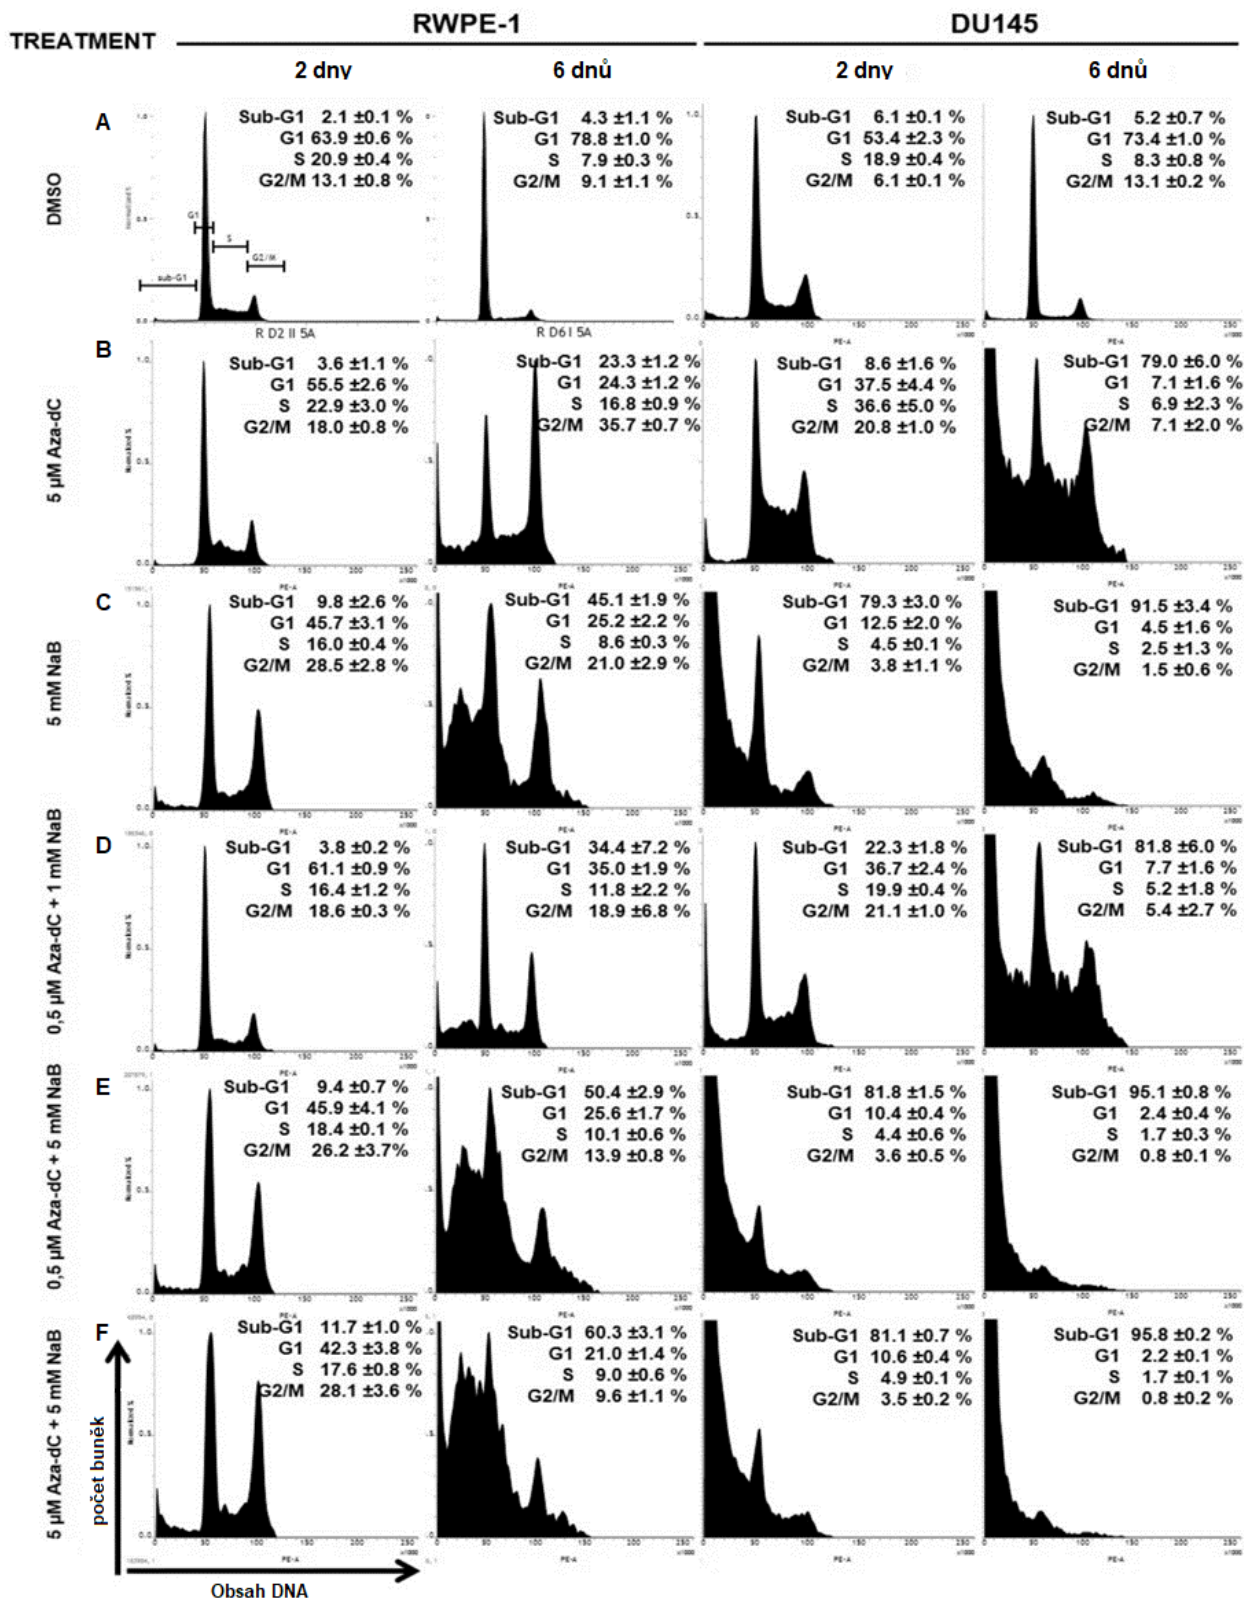 RWPE-1 DU145
TREATMENT
2 dny 6 dnů 2 dny 6 dnů
A
DMSO
Sub-G1 2.1 ±0.1 %
G1 63.9 ±0.6 %
S 20.9 ±0.4 %
G2/M 13.1 ±0.8 %
G1
S
G2/M
sub-G1
Sub-G1 4.3 ±1.1 %
G1 78.8 ±1.0 %
S 7.9 ±0.3 %
G2/M 9.1 ±1.1 %
Sub-G1 6.1 ±0.1 %
G1 53.4 ±2.3 %
S 18.9 ±0.4 %
G2/M 6.1 ±0.1 %
Sub-G1 5.2 ±0.7 %
G1 73.4 ±1.0 %
S 8.3 ±0.8 %
G2/M 13.1 ±0.2 %
R D2 II 5A
R D6 I 5A
B
5 µM Aza-dC
Sub-G1 3.6 ±1.1 %
G1 55.5 ±2.6 %
S 22.9 ±3.0 %
G2/M 18.0 ±0.8 %
Sub-G1 23.3 ±1.2 %
G1 24.3 ±1.2 %
S 16.8 ±0.9 %
G2/M 35.7 ±0.7 %
Sub-G1 8.6 ±1.6 %
G1 37.5 ±4.4 %
S 36.6 ±5.0 %
G2/M 20.8 ±1.0 %
Sub-G1 79.0 ±6.0 %
G1 7.1 ±1.6 %
S 6.9 ±2.3 %
G2/M 7.1 ±2.0 %
C
5 mM NaB
Sub-G1 9.8 ±2.6 %
G1 45.7 ±3.1 %
S 16.0 ±0.4 %
G2/M 28.5 ±2.8 %
Sub-G1 45.1 ±1.9 %
G1 25.2 ±2.2 %
S 8.6 ±0.3 %
G2/M 21.0 ±2.9 %
Sub-G1 79.3 ±3.0 %
G1 12.5 ±2.0 %
S 4.5 ±0.1 %
G2/M 3.8 ±1.1 %
Sub-G1 91.5 ±3.4 %
G1 4.5 ±1.6 %
S 2.5 ±1.3 %
G2/M 1.5 ±0.6 %
D
0,5 µM Aza-dC + 1 mM NaB
Sub-G1 3.8 ±0.2 %
G1 61.1 ±0.9 %
S 16.4 ±1.2 %
G2/M 18.6 ±0.3 %
Sub-G1 34.4 ±7.2 %
G1 35.0 ±1.9 %
S 11.8 ±2.2 %
G2/M 18.9 ±6.8 %
Sub-G1 22.3 ±1.8 %
G1 36.7 ±2.4 %
S 19.9 ±0.4 %
G2/M 21.1 ±1.0 %
Sub-G1 81.8 ±6.0 %
G1 7.7 ±1.6 %
S 5.2 ±1.8 %
G2/M 5.4 ±2.7 %
E
0,5 µM Aza-dC + 5 mM NaB
Sub-G1 9.4 ±0.7 %
G1 45.9 ±4.1 %
S 18.4 ±0.1 %
G2/M 26.2 ±3.7%
Sub-G1 50.4 ±2.9 %
G1 25.6 ±1.7 %
S 10.1 ±0.6 %
G2/M 13.9 ±0.8 %
Sub-G1 81.8 ±1.5 %
G1 10.4 ±0.4 %
S 4.4 ±0.6 %
G2/M 3.6 ±0.5 %
Sub-G1 95.1 ±0.8 %
G1 2.4 ±0.4 %
S 1.7 ±0.3 %
G2/M 0.8 ±0.1 %
F
5 µM Aza-dC + 5 mM NaB
Sub-G1 11.7 ±1.0 %
G1 42.3 ±3.8 %
S 17.6 ±0.8 %
G2/M 28.1 ±3.6 %
Sub-G1 60.3 ±3.1 %
G1 21.0 ±1.4 %
S 9.0 ±0.6 %
G2/M 9.6 ±1.1 %
Sub-G1 81.1 ±0.7 %
G1 10.6 ±0.4 %
S 4.9 ±0.1 %
G2/M 3.5 ±0.2 %
Sub-G1 95.8 ±0.2 %
G1 2.2 ±0.1 %
S 1.7 ±0.1 %
G2/M 0.8 ±0.2 %
počet buněk
0 50 100 150 200 250
PE-A
Obsah DNA